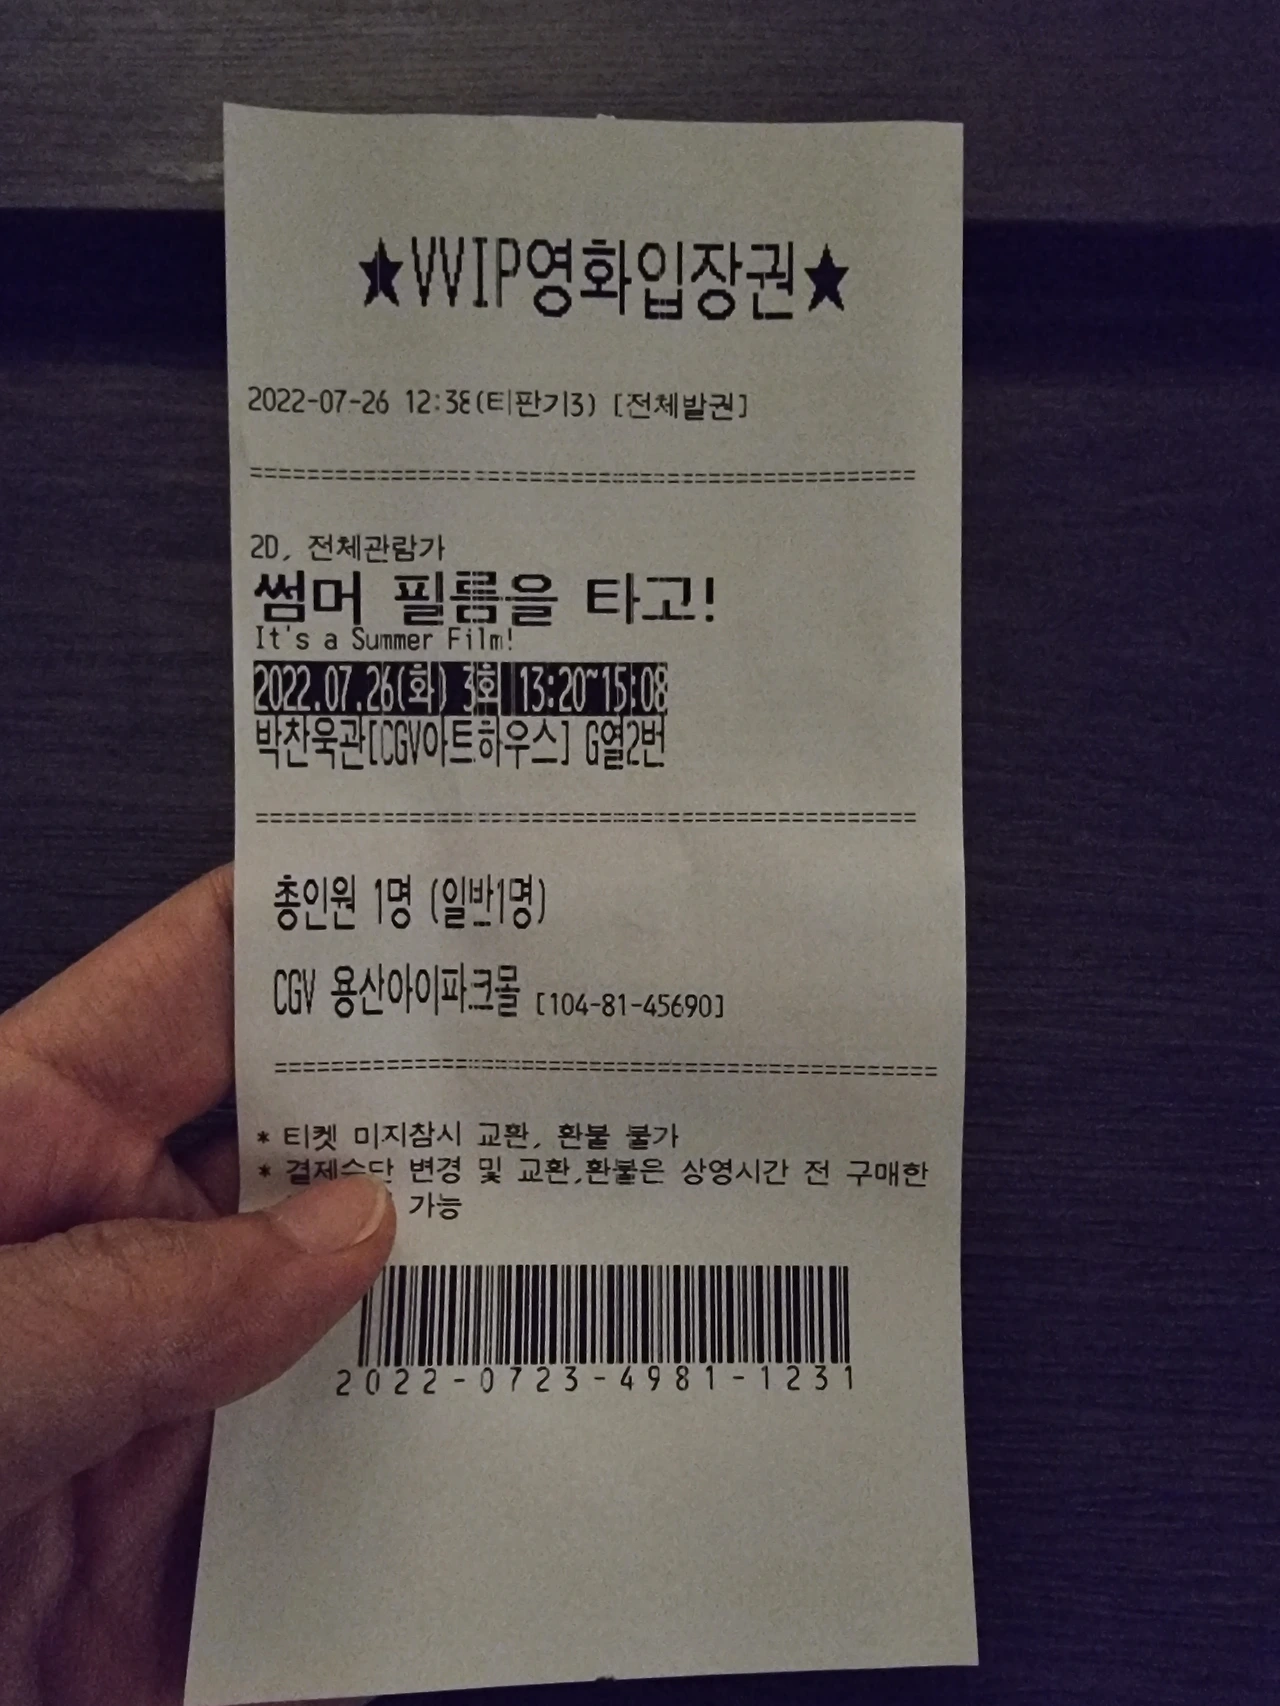 ★VVIP영화입장권★
2022-07-26 12:38(티판기3) [전체발권]
==================================================
2D, 전체관람가
썸머 필름을 타고!
It's a Summer Film!
2022.07.26(화) 3회 13:20~15:08
박찬욱관[CGV아트하우스] G열2번
==================================================
총인원 1명 (일반1명)
CGV 용산아이파크몰 [104-81-45690]
==================================================
* 티켓 미지참시 교환, 환불 불가
* 결제수단 변경 및 교환,환불은 상영시간 전 구매한
가능
2022-0723-4981-1231